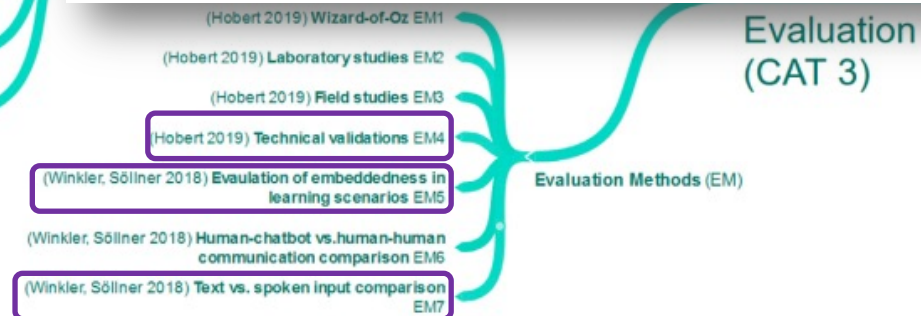 (Hobert 2019) Wizard-of-Oz EM1
(Hobert 2019) Laboratory studies EM2
(Hobert 2019) Field studies EM3
(Hobert 2019) Technical validations EM4
(Winkler, Söllner 2018) Evaulation of embeddedness in
learning scenarios EM5
(Winkler, Söllner 2018) Human-chatbot vs.human-human
communication comparison EM6
(Winkler, Söllner 2018) Text vs. spoken input comparison
EM7
Evaluation Methods (EM)
Evaluation
(CAT 3)